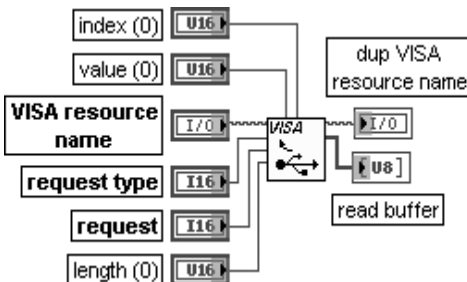 index (0)
U16
value (0)
U16
VISA resource
name
I/O
request type
I16
request
I16
length (0)
U16
VISA
dup VISA
resource name
I/O
[U8]
read buffer